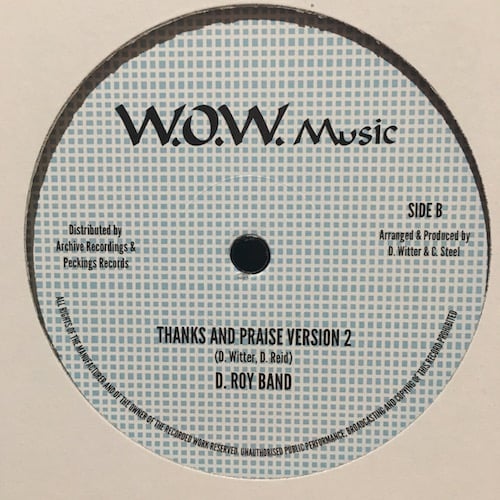 W.O.W. Music
SIDE B
Distributed by
Archive Recordings &
Peckings Records
Arranged & Produced by
D. Witter & C. Steel
THANKS AND PRAISE VERSION 2
(D. Witter, D. Reid)
D. ROY BAND
ALL RIGHTS OF THE MANUFACTURER AND OF THE OWNER OF THE RECORDED WORK RESERVED. UNAUTHORISED PUBLIC PERFORMANCE, BROADCASTING AND COPYING OF THIS RECORD PROHIBITED